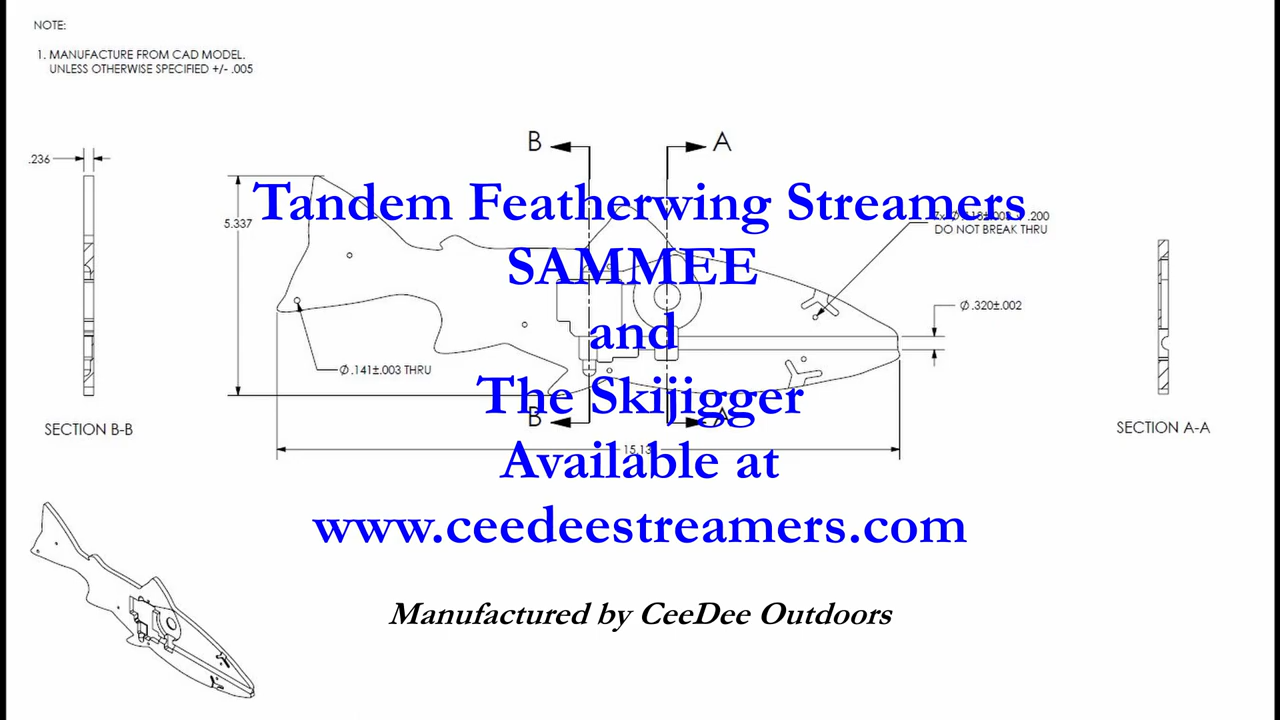 NOTE:
1. MANUFACTURE FROM CAD MODEL.
UNLESS OTHERWISE SPECIFIED +/- .005
B
A
.236
Tandem Featherwing Streamers
.200
5.337
DO NOT BREAK THRU
SAMMEE
Ø .320±.002
and
Ø .141±.003 THRU
The Skijigger
B
A
SECTION B-B
SECTION A-A
Available at
www.ceedeestreamers.com
Manufactured by CeeDee Outdoors